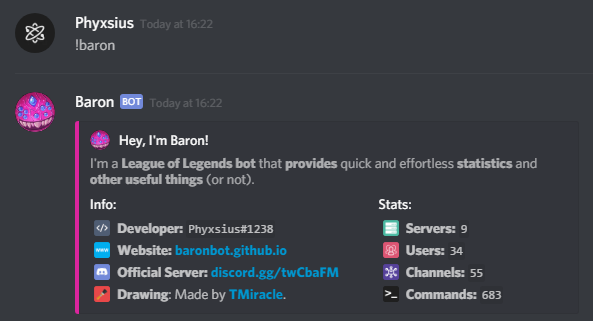 Phyxsius Today at 16:22
!baron
Baron BOT Today at 16:22
Hey, I'm Baron!
I'm a League of Legends bot that provides quick and effortless statistics and
other useful things (or not).
Info:
Developer: Phyxsius#1238
Website: baronbot.github.io
Official Server: discord.gg/twCbaFM
Drawing: Made by TMiracle.
Stats:
Servers: 9
Users: 34
Channels: 55
Commands: 683